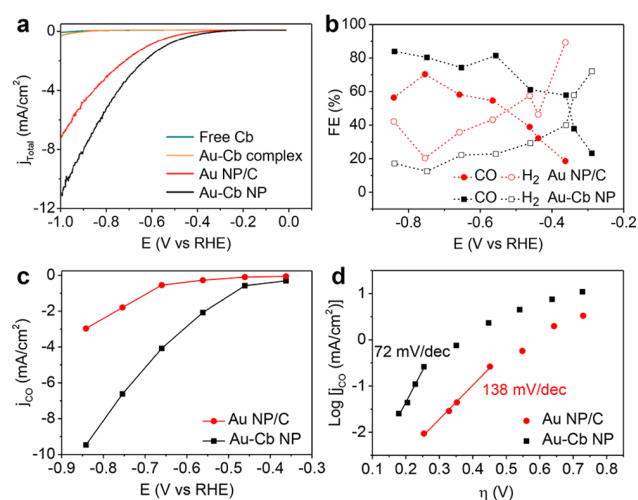 a
j_Total (mA/cm²)
0
-4
-8
-12
Free Cb
Au-Cb complex
Au NP/C
Au-Cb NP
-1.0 -0.8 -0.6 -0.4 -0.2 0.0
E (V vs RHE)
b
FE (%)
100
80
60
40
20
0
CO H₂ Au NP/C
CO H₂ Au-Cb NP
-0.8 -0.6 -0.4 -0.2
E (V vs RHE)
c
j_CO (mA/cm²)
0
-2
-4
-6
-8
-10
Au NP/C
Au-Cb NP
-0.9 -0.8 -0.7 -0.6 -0.5 -0.4 -0.3
E (V vs RHE)
d
Log [j_CO (mA/cm²)]
1
0
-1
-2
72 mV/dec
138 mV/dec
Au NP/C
Au-Cb NP
0.1 0.2 0.3 0.4 0.5 0.6 0.7 0.8
η (V)